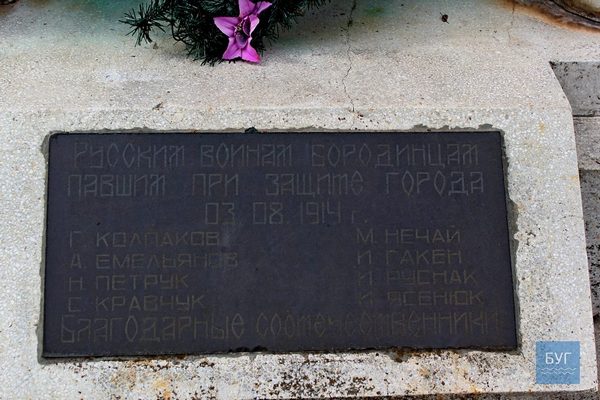 РУССКИМ ВОИНАМ БОРОДИНЦАМ
ПАВШИМ ПРИ ЗАЩИТЕ ГОРОДА
03.08.1914 г.
Г. КОЛПАКОВ
А. ЕМЕЛЬЯНОВ
Н. ПЕТРУК
С. КРАВЧУК
М. НЕЧАЙ
И. ГАКЕН
И. РУСНАК
И. ЯСЕНЮК
БЛАГОДАРНЫЕ СООТЕЧЕСТВЕННИКИ
БУГ